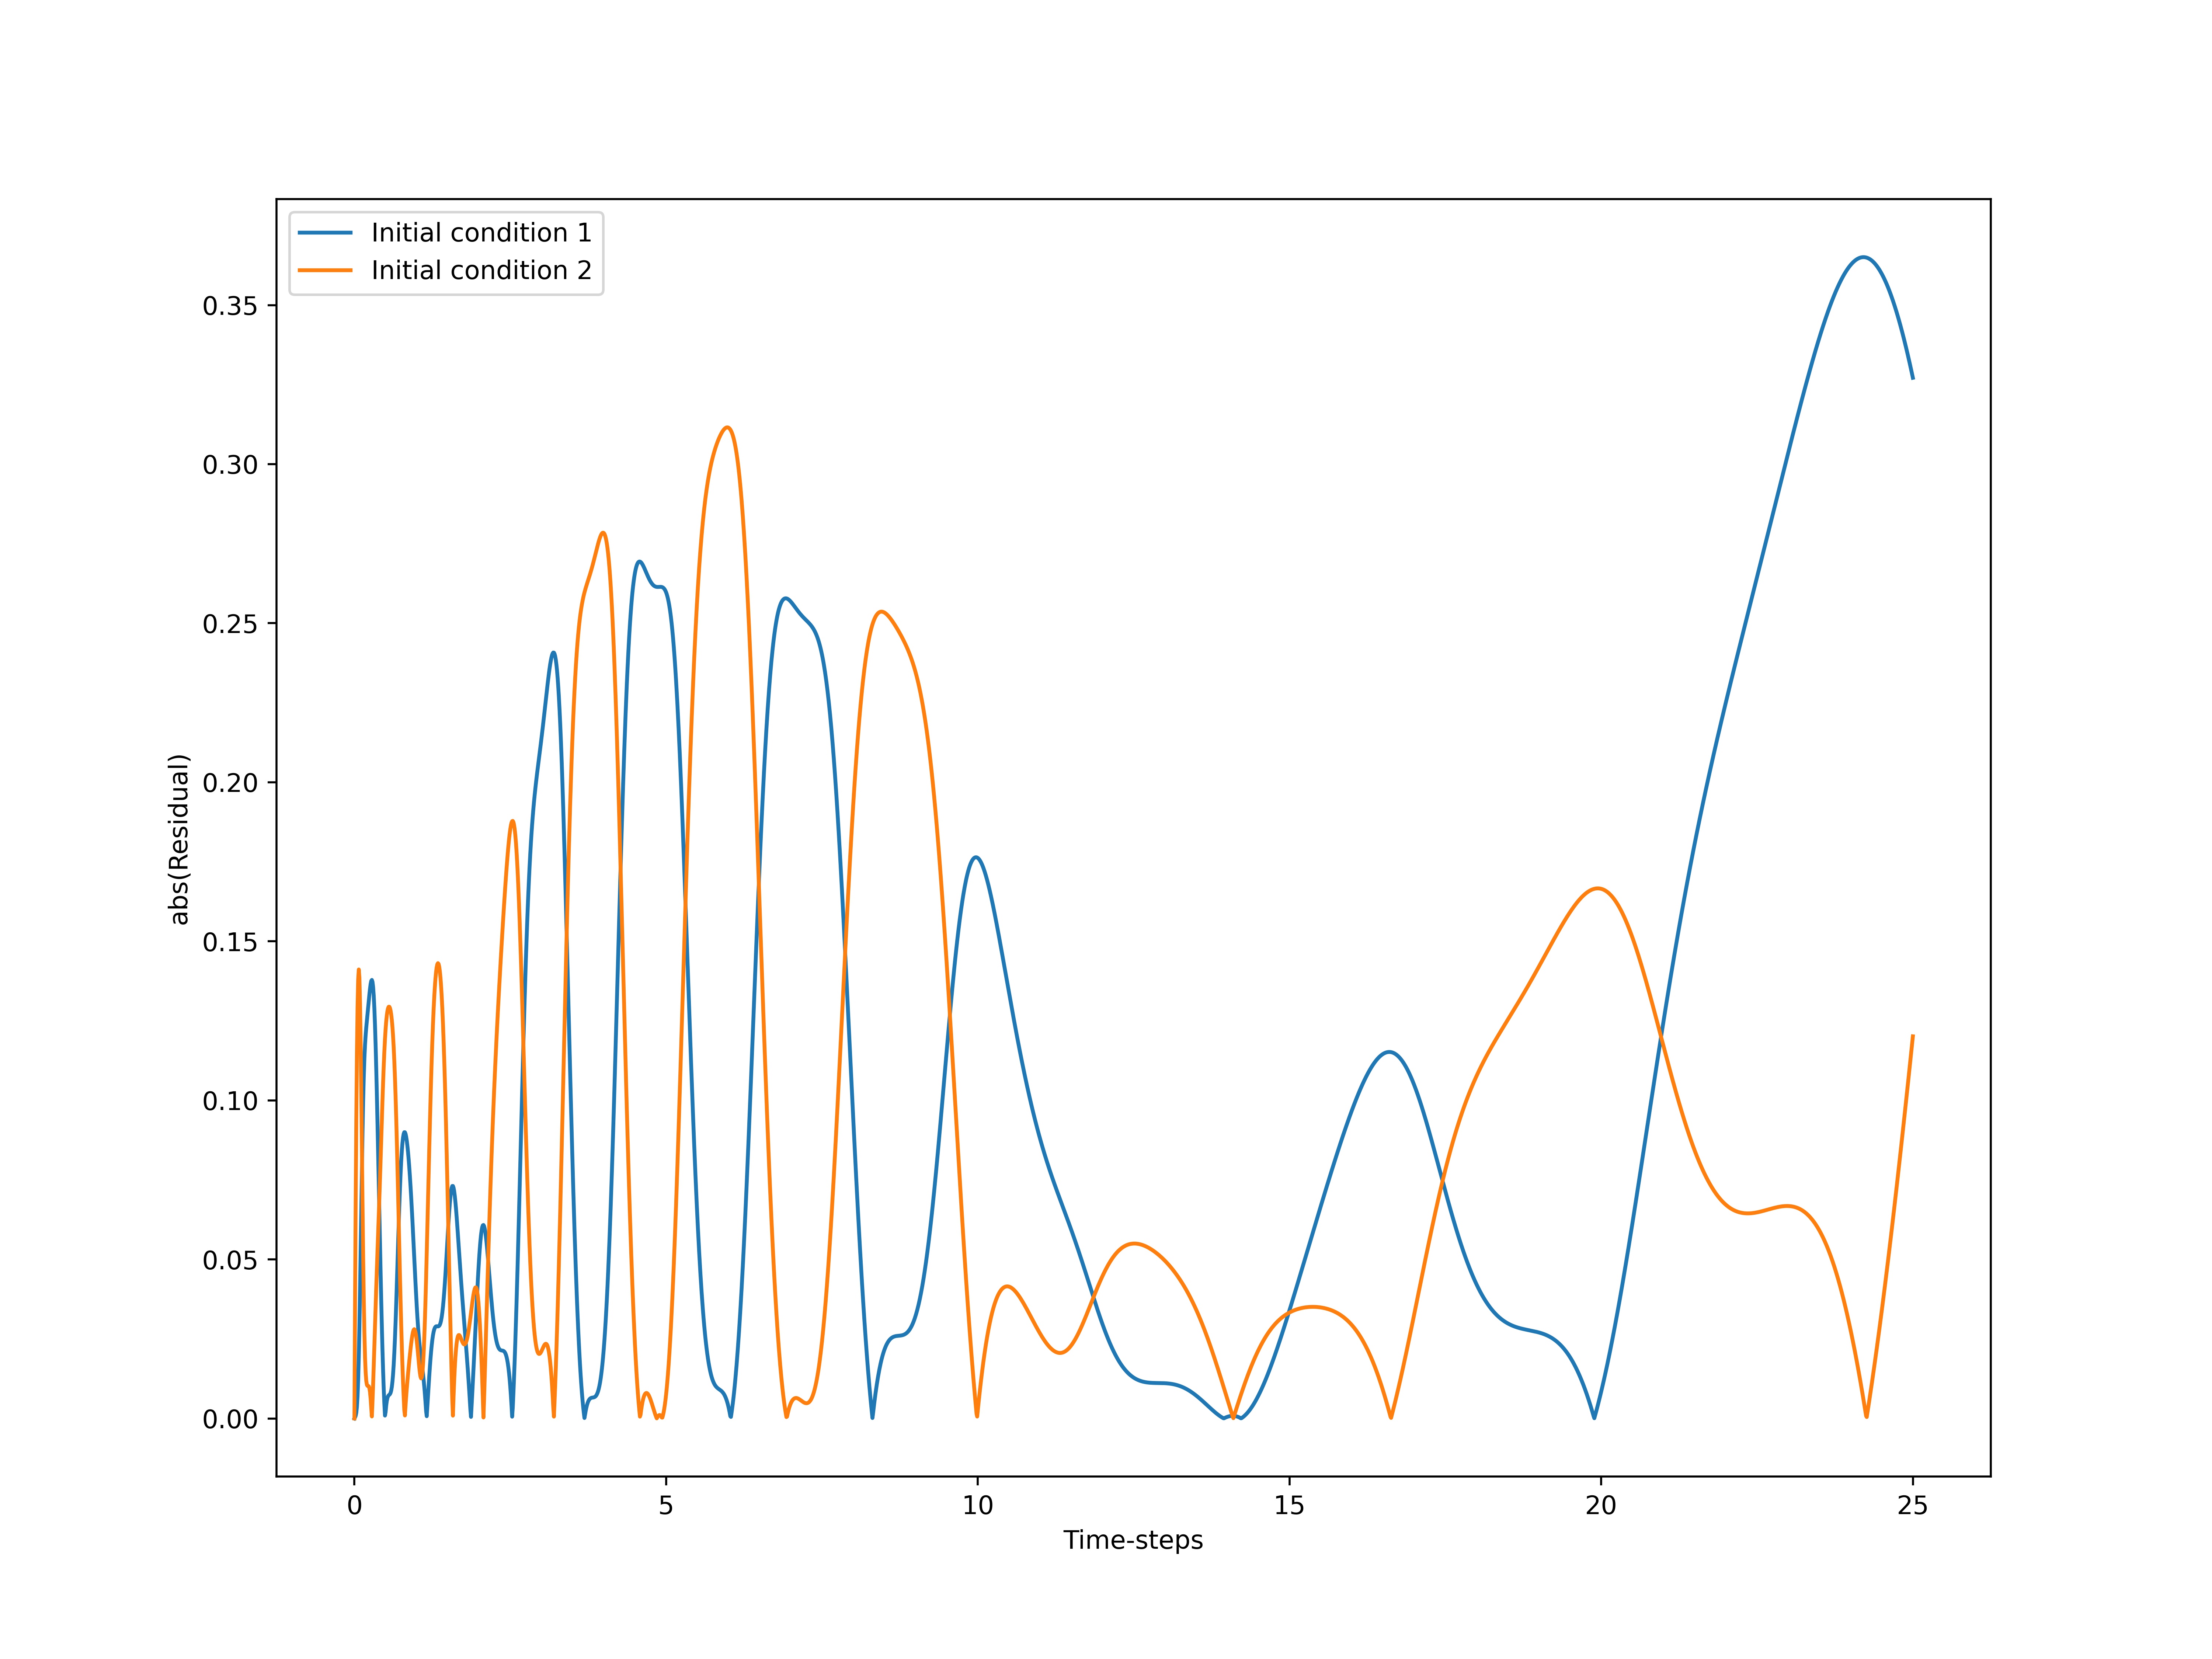 Initial condition 1
Initial condition 2
abs(Residual)
0.35
0.30
0.25
0.20
0.15
0.10
0.05
0.00
0 5 10 15 20 25
Time-steps